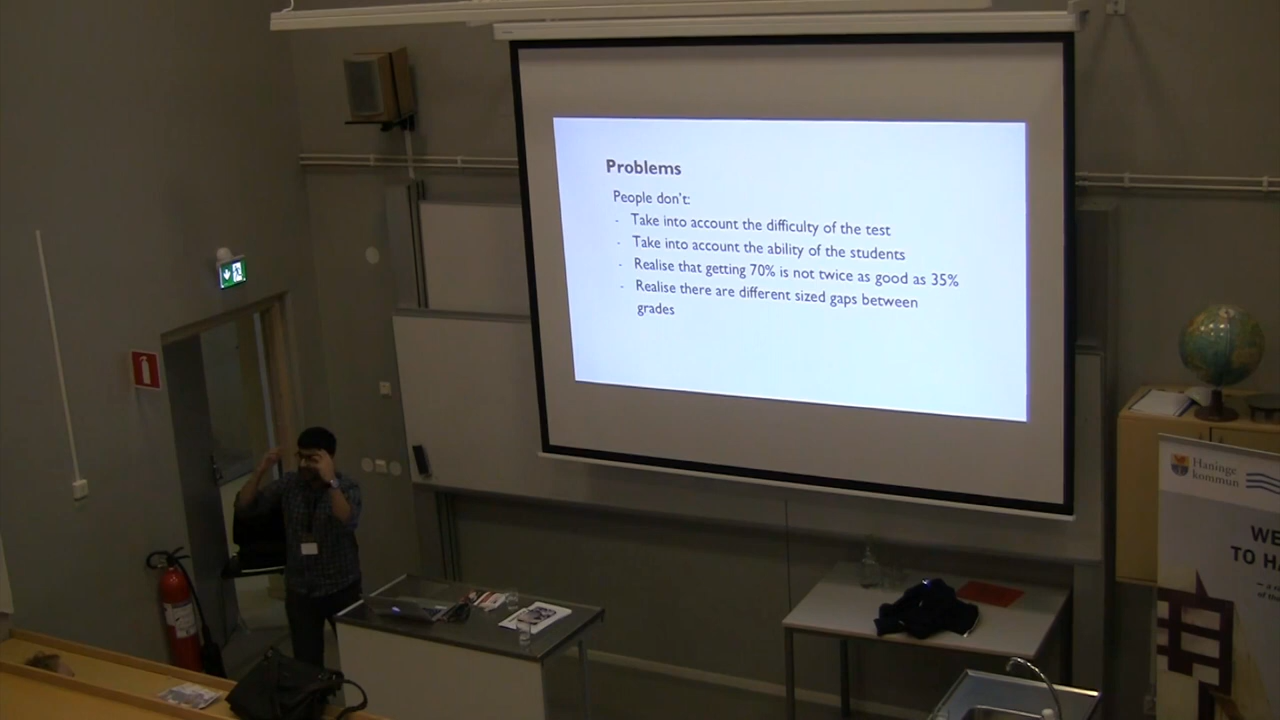 Problems
People don't:
- Take into account the difficulty of the test
- Take into account the ability of the students
- Realise that getting 70% is not twice as good as 35%
- Realise there are different sized gaps between
grades
Haninge
kommun
WE
TO HA